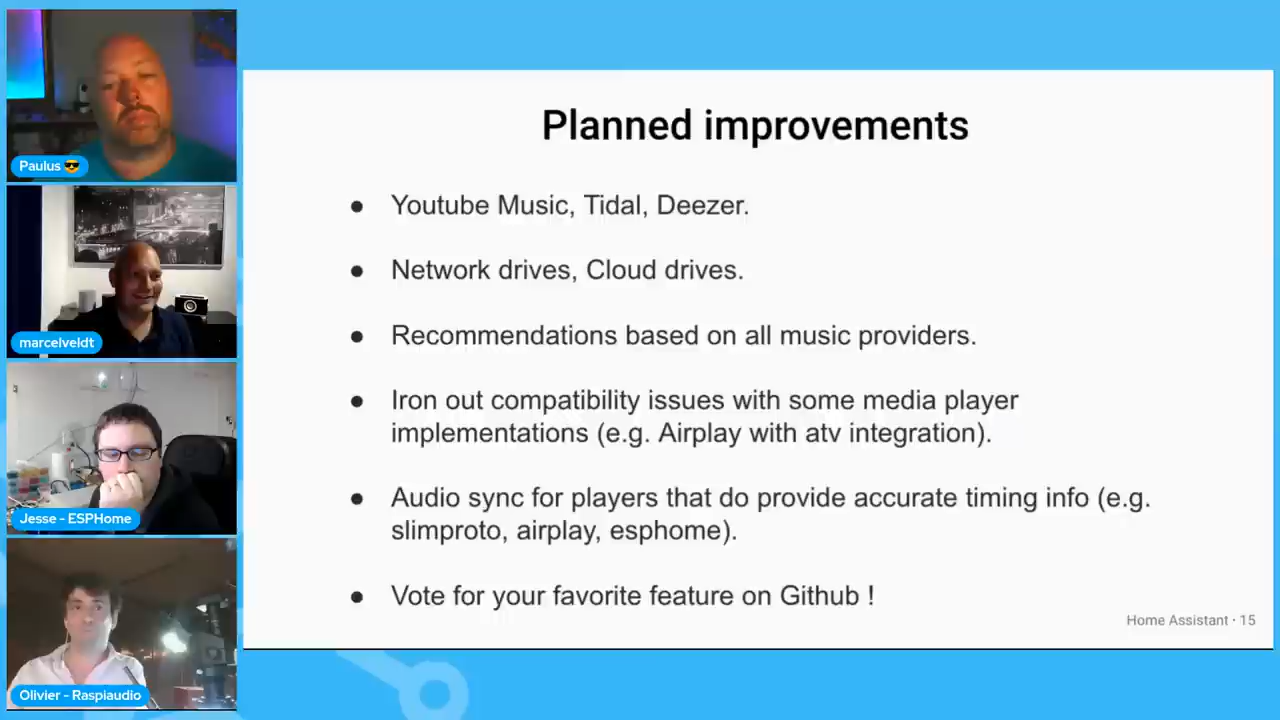 Paulus 😎
marcelveldt
Jesse - ESPHome
Olivier - Raspiaudio
Planned improvements
● Youtube Music, Tidal, Deezer.
● Network drives, Cloud drives.
● Recommendations based on all music providers.
● Iron out compatibility issues with some media player
implementations (e.g. Airplay with atv integration).
● Audio sync for players that do provide accurate timing info (e.g.
slimproto, airplay, esphome).
● Vote for your favorite feature on Github !
Home Assistant · 15